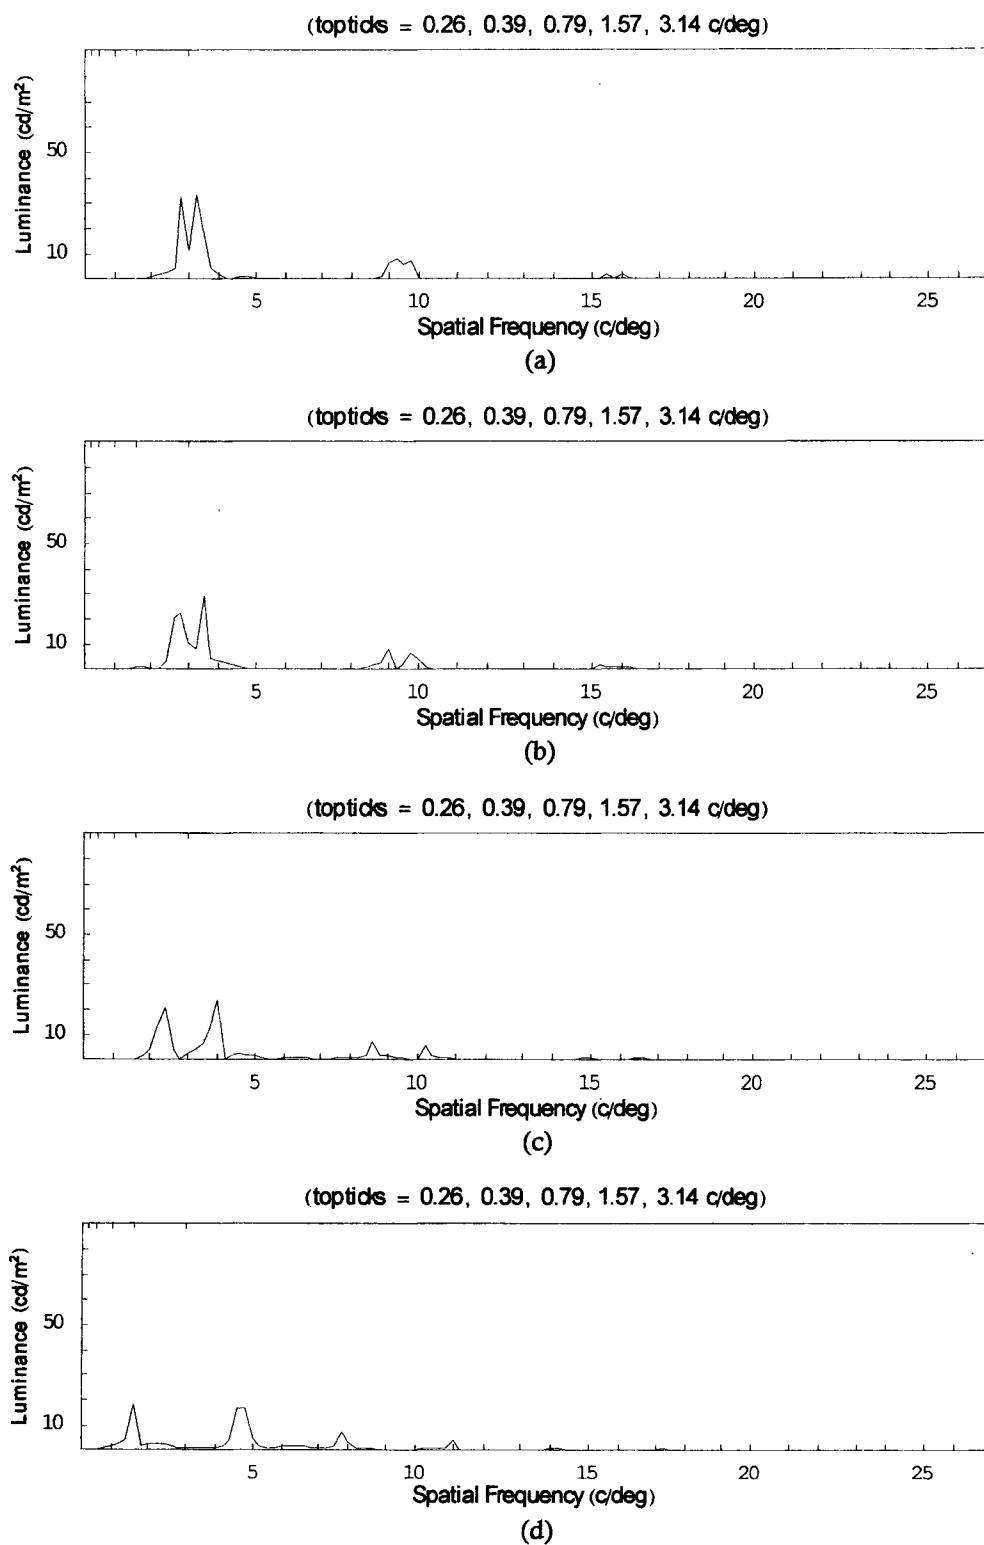 (topticks = 0.26, 0.39, 0.79, 1.57, 3.14 c/deg)
Luminance (cd/m²)
50
10
5 10 15 20 25
Spatial Frequency (c/deg)
(a)
(topticks = 0.26, 0.39, 0.79, 1.57, 3.14 c/deg)
Luminance (cd/m²)
50
10
5 10 15 20 25
Spatial Frequency (c/deg)
(b)
(topticks = 0.26, 0.39, 0.79, 1.57, 3.14 c/deg)
Luminance (cd/m²)
50
10
5 10 15 20 25
Spatial Frequency (c/deg)
(c)
(topticks = 0.26, 0.39, 0.79, 1.57, 3.14 c/deg)
Luminance (cd/m²)
50
10
5 10 15 20 25
Spatial Frequency (c/deg)
(d)